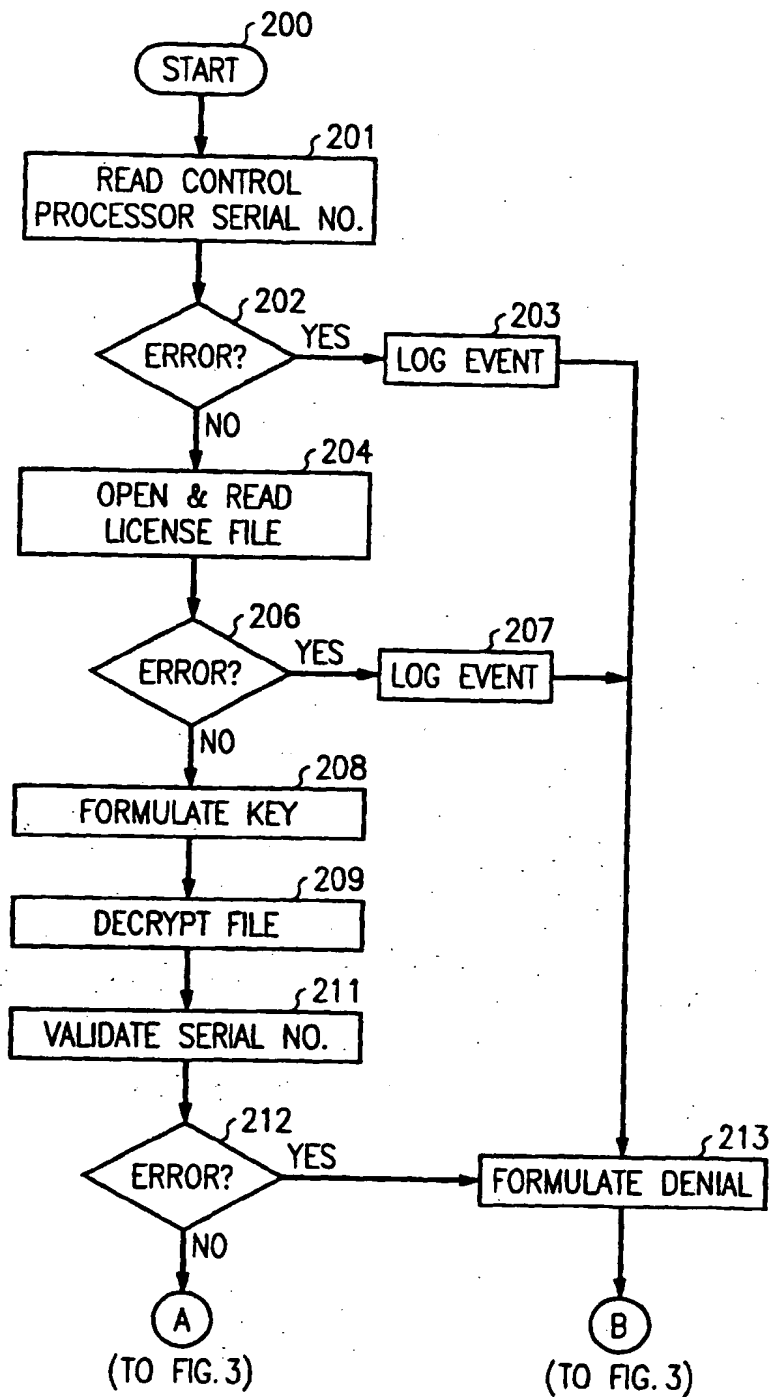 200
START
201
READ CONTROL
PROCESSOR SERIAL NO.
202
ERROR?
YES
203
LOG EVENT
NO
204
OPEN & READ
LICENSE FILE
206
ERROR?
YES
207
LOG EVENT
NO
208
FORMULATE KEY
209
DECRYPT FILE
211
VALIDATE SERIAL NO.
212
ERROR?
YES
213
FORMULATE DENIAL
NO
A
(TO FIG. 3)
B
(TO FIG. 3)